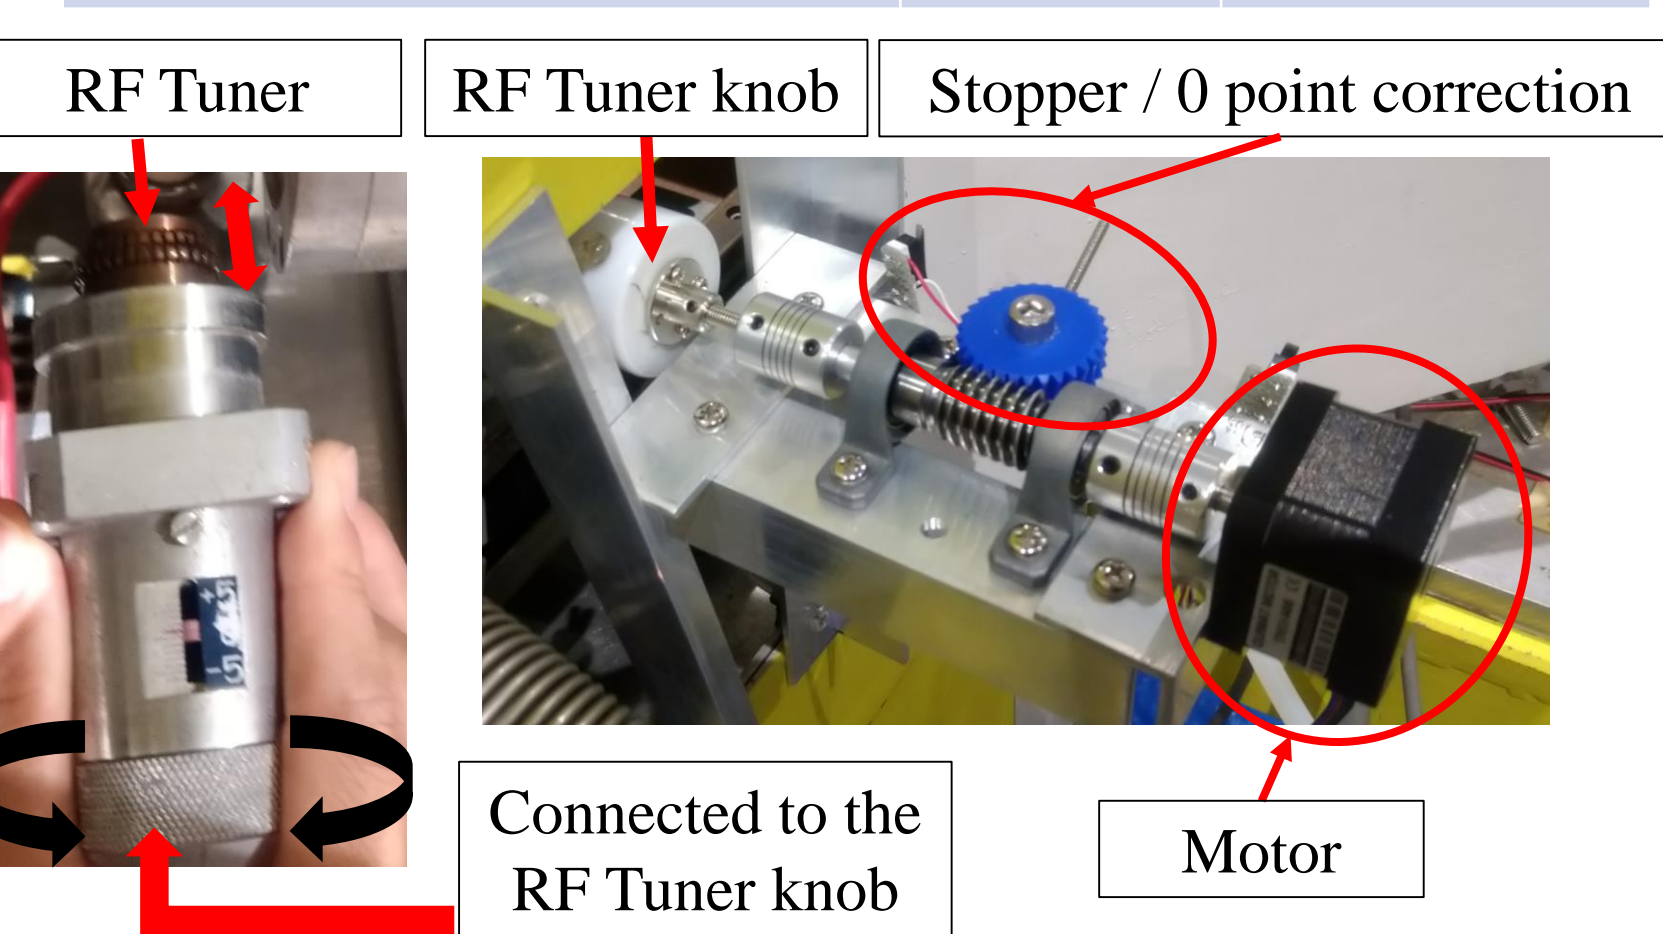 RF Tuner
RF Tuner knob
Stopper / 0 point correction
Connected to the
RF Tuner knob
Motor